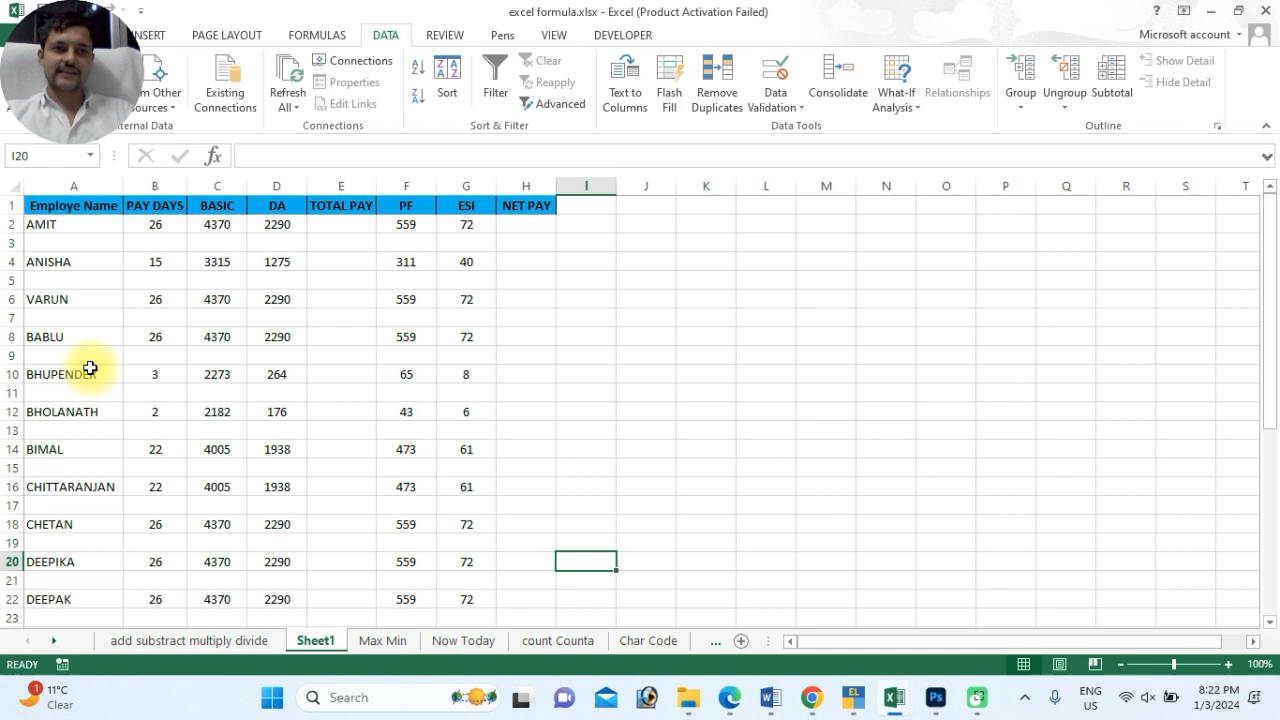 excel formula.xlsx - Excel (Product Activation Failed)
INSERT PAGE LAYOUT FORMULAS DATA REVIEW Pens VIEW DEVELOPER
Microsoft account
Other Sources
Existing Connections
Refresh All
Connections
Properties
Edit Links
Sort
Filter
Clear
Reapply
Advanced
Text to Columns
Flash Fill
Remove Duplicates
Data Validation
Consolidate
What-If Analysis
Relationships
Group
Ungroup
Subtotal
Show Detail
Hide Detail
Data
Connections
Sort & Filter
Data Tools
Outline
I20
fx
A B C D E F G H I J K L M N O P Q R S T
1 Employe Name PAY DAYS BASIC DA TOTAL PAY PF ESI NET PAY
2 AMIT 26 4370 2290 559 72
3
4 ANISHA 15 3315 1275 311 40
5
6 VARUN 26 4370 2290 559 72
7
8 BABLU 26 4370 2290 559 72
9
10 BHUPENDER 3 2273 264 65 8
11
12 BHOLANATH 2 2182 176 43 6
13
14 BIMAL 22 4005 1938 473 61
15
16 CHITTARANJAN 22 4005 1938 473 61
17
18 CHETAN 26 4370 2290 559 72
19
20 DEEPIKA 26 4370 2290 559 72
21
22 DEEPAK 26 4370 2290 559 72
23
add substract multiply divide Sheet1 Max Min Now Today count Counta Char Code ...
READY
100%
1
11°C
Clear
Search
EL
Ps
ENG
US
8:22 PM
1/3/2024